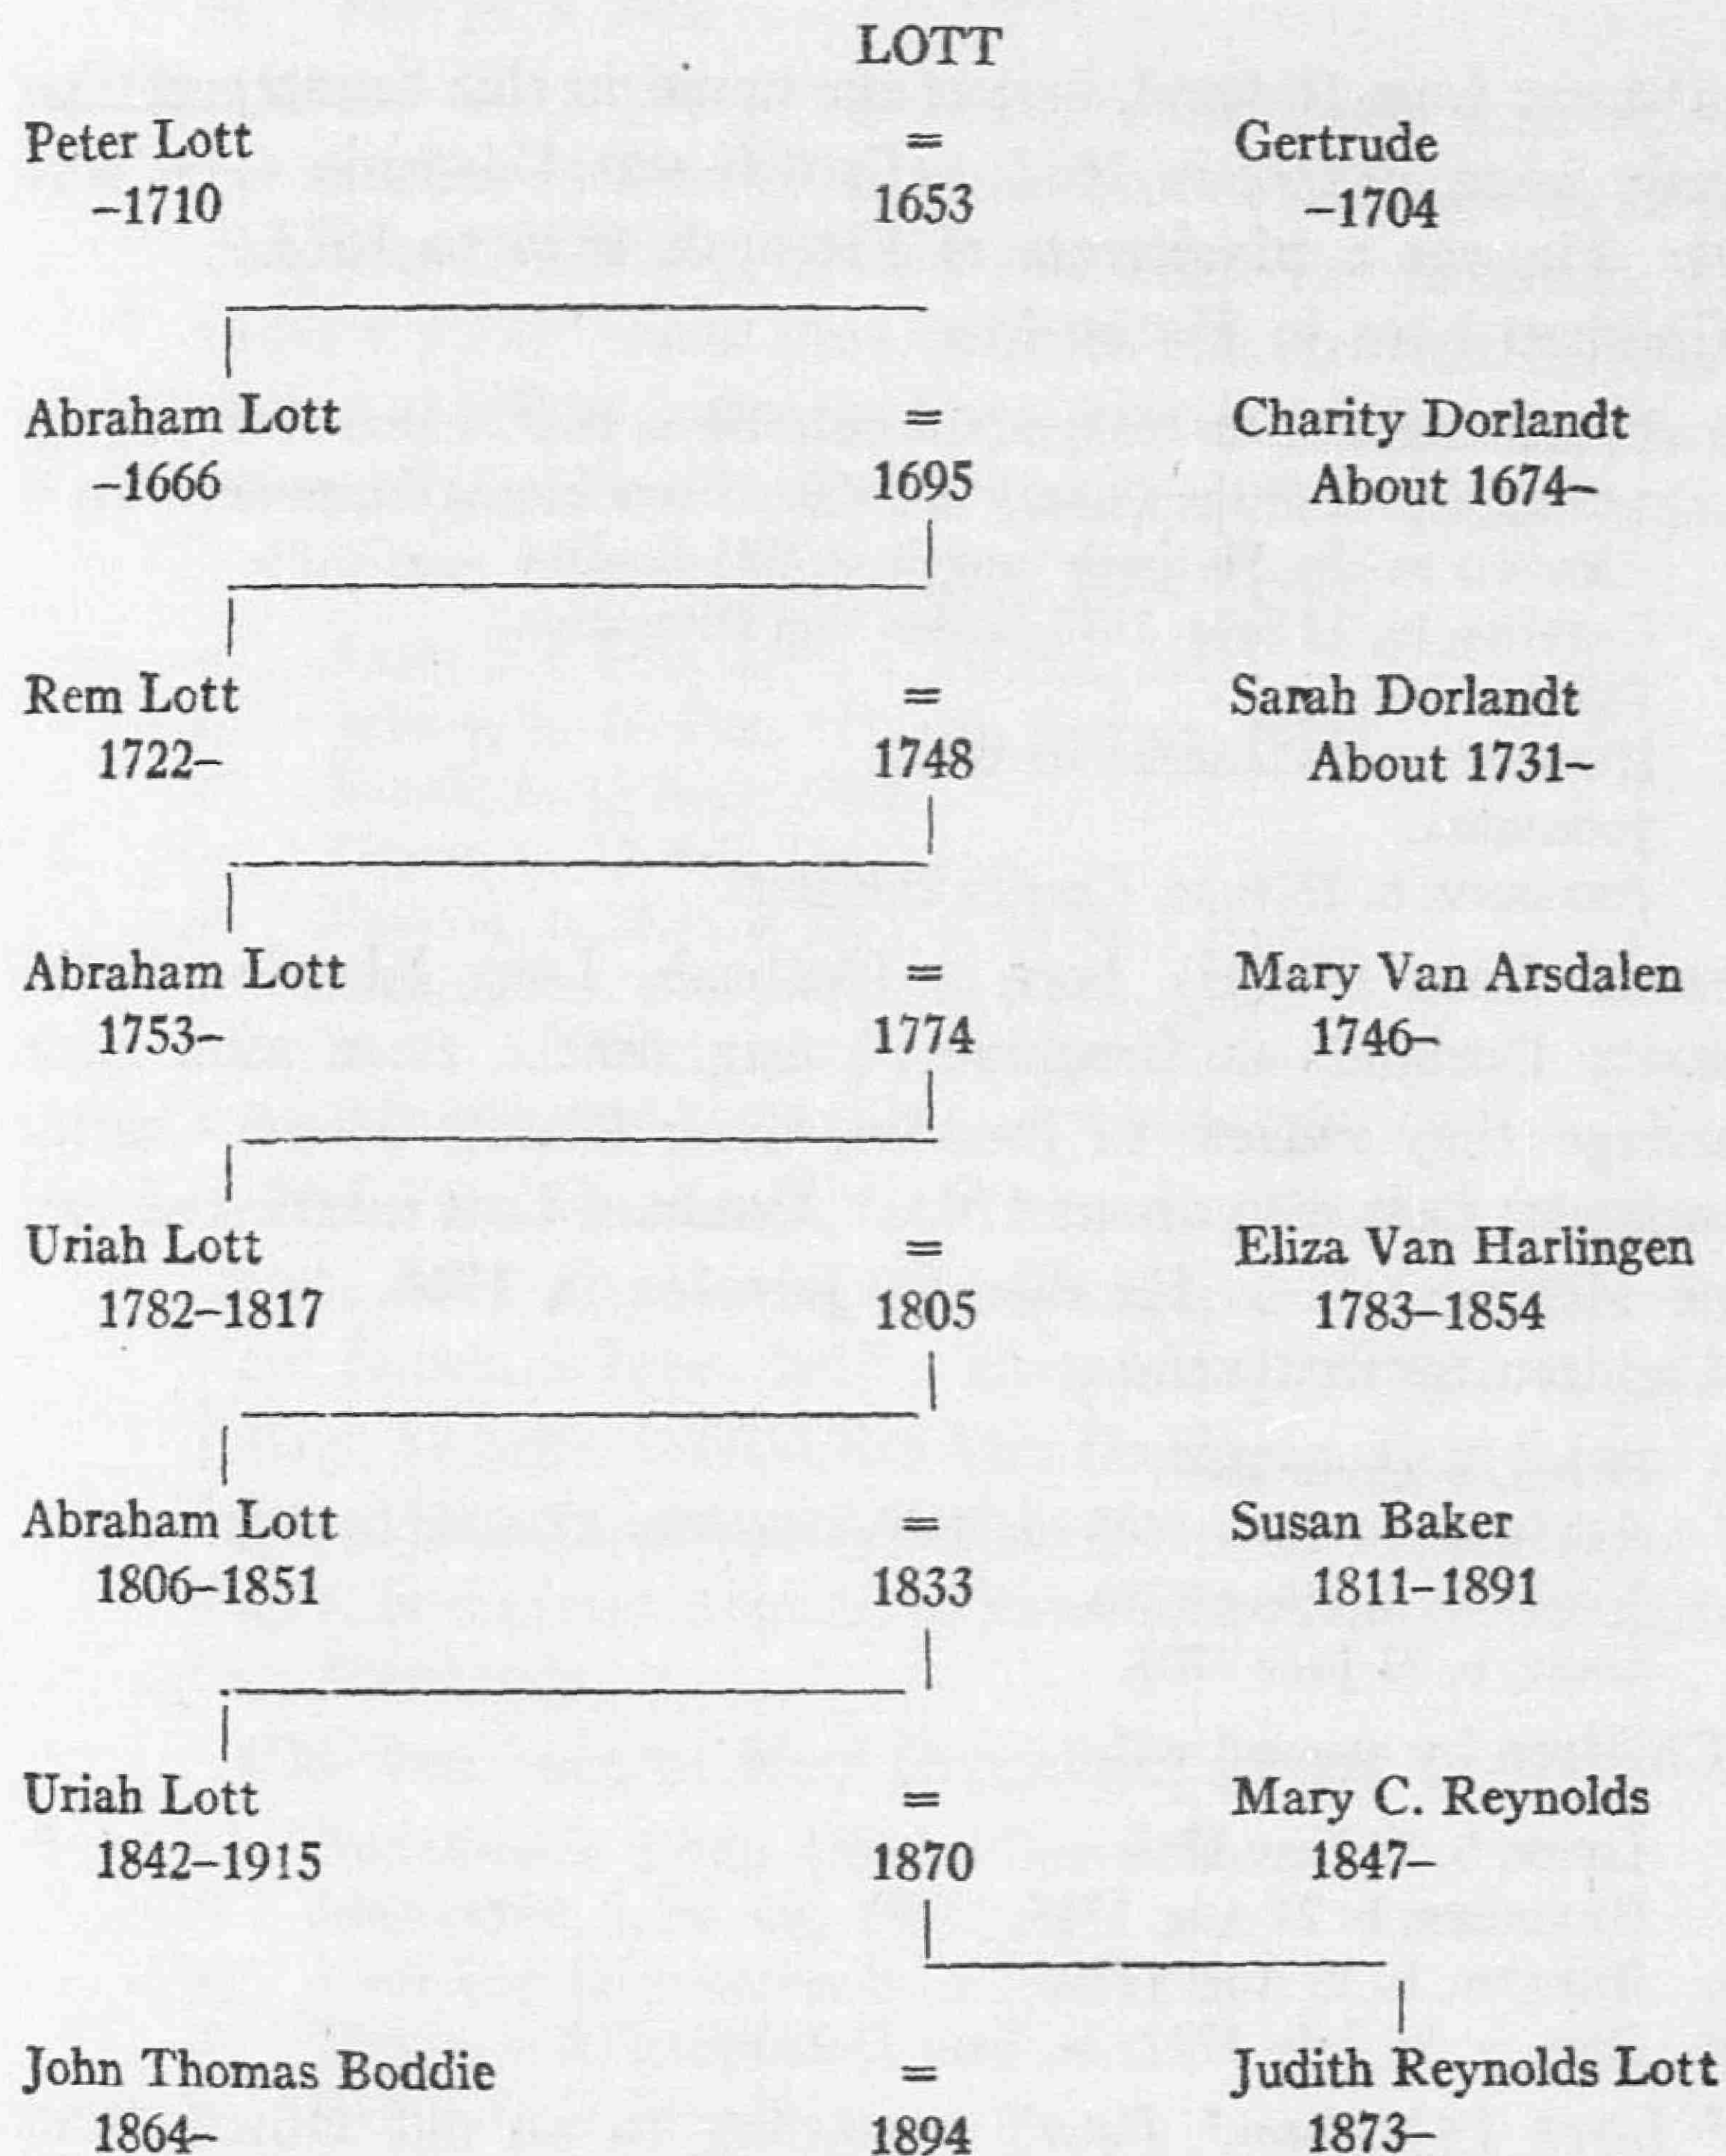 LOTT
Peter Lott = Gertrude
–1710 1653 –1704
Abraham Lott = Charity Dorlandt
–1666 1695 About 1674–
Rem Lott = Sarah Dorlandt
1722– 1748 About 1731–
Abraham Lott = Mary Van Arsdalen
1753– 1774 1746–
Uriah Lott = Eliza Van Harlingen
1782–1817 1805 1783–1854
Abraham Lott = Susan Baker
1806–1851 1833 1811–1891
Uriah Lott = Mary C. Reynolds
1842–1915 1870 1847–
John Thomas Boddie = Judith Reynolds Lott
1864– 1894 1873–